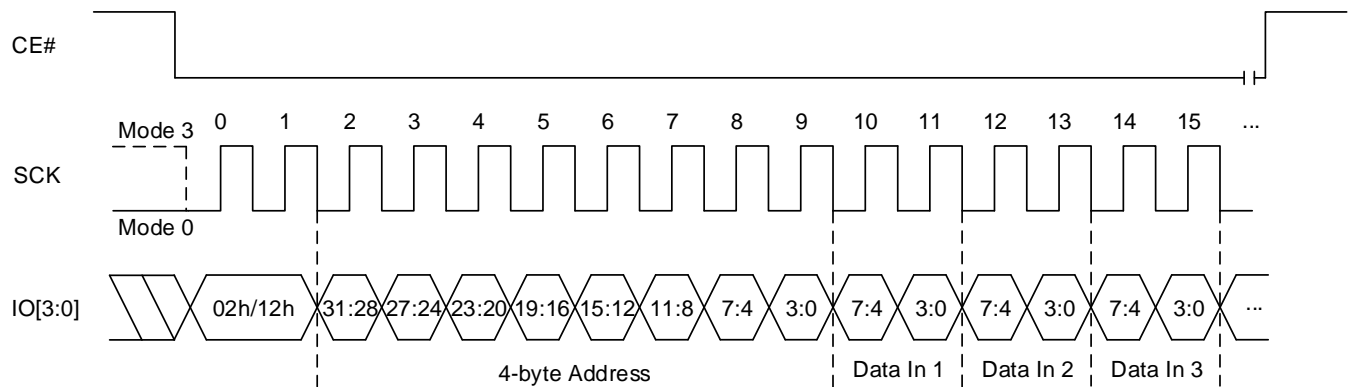 CE#
Mode 3
0 1 2 3 4 5 6 7 8 9 10 11 12 13 14 15 ...
SCK
Mode 0
IO[3:0] 02h/12h 31:28 27:24 23:20 19:16 15:12 11:8 7:4 3:0 7:4 3:0 7:4 3:0 7:4 3:0 ...
4-byte Address Data In 1 Data In 2 Data In 3